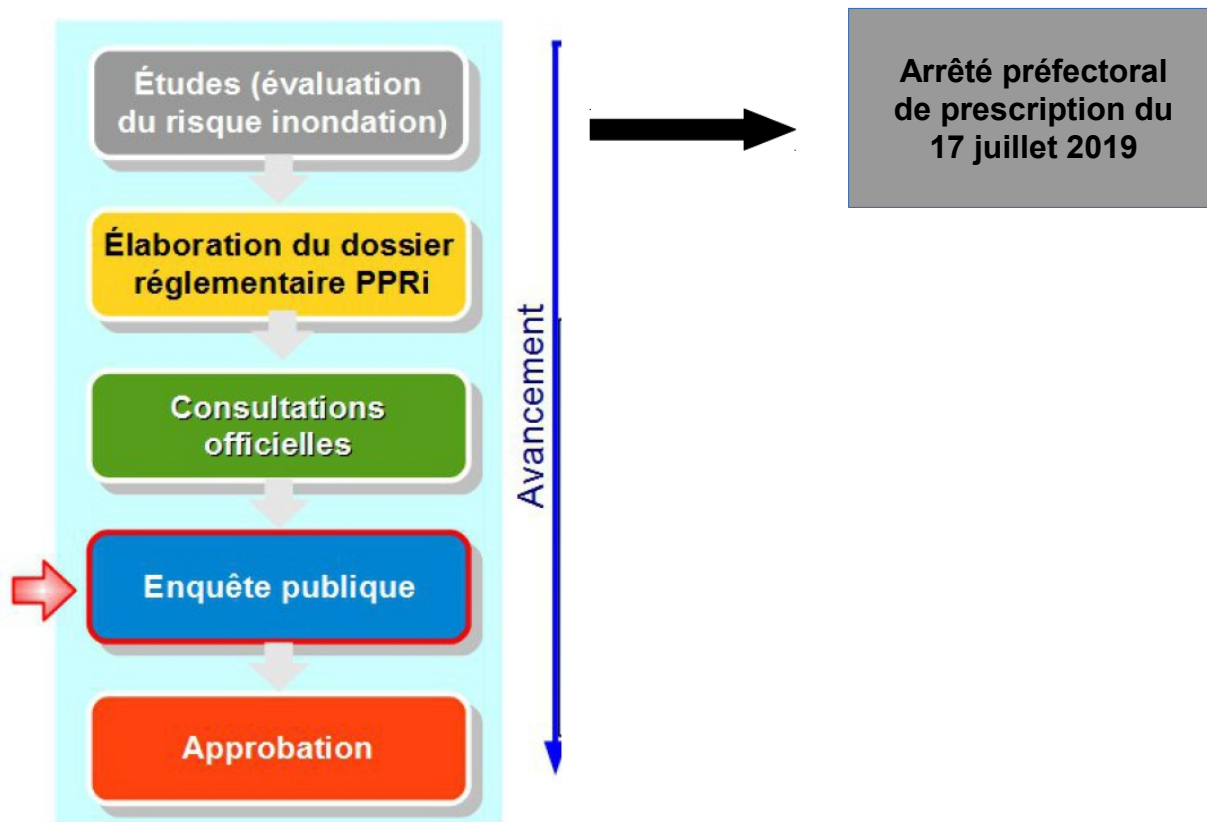 Études (évaluation
du risque inondation)
Élaboration du dossier
réglementaire PPRi
Consultations
officielles
Enquête publique
Approbation
Avancement
Arrêté préfectoral
de prescription du
17 juillet 2019